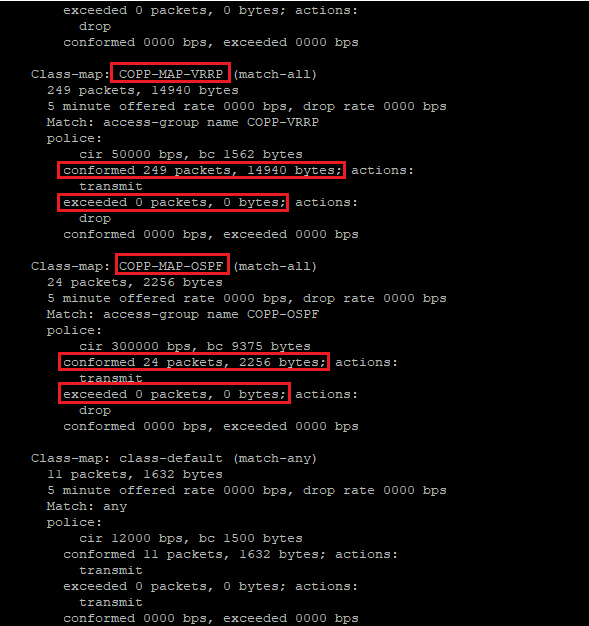 exceeded 0 packets, 0 bytes; actions:
drop
conformed 0000 bps, exceeded 0000 bps
Class-map: COPP-MAP-VRRP (match-all)
249 packets, 14940 bytes
5 minute offered rate 0000 bps, drop rate 0000 bps
Match: access-group name COPP-VRRP
police:
cir 50000 bps, bc 1562 bytes
conformed 249 packets, 14940 bytes; actions:
transmit
exceeded 0 packets, 0 bytes; actions:
drop
conformed 0000 bps, exceeded 0000 bps
Class-map: COPP-MAP-OSPF (match-all)
24 packets, 2256 bytes
5 minute offered rate 0000 bps, drop rate 0000 bps
Match: access-group name COPP-OSPF
police:
cir 300000 bps, bc 9375 bytes
conformed 24 packets, 2256 bytes; actions:
transmit
exceeded 0 packets, 0 bytes; actions:
drop
conformed 0000 bps, exceeded 0000 bps
Class-map: class-default (match-any)
11 packets, 1632 bytes
5 minute offered rate 0000 bps, drop rate 0000 bps
Match: any
police:
cir 12000 bps, bc 1500 bytes
conformed 11 packets, 1632 bytes; actions:
transmit
exceeded 0 packets, 0 bytes; actions:
transmit
conformed 0000 bps, exceeded 0000 bps